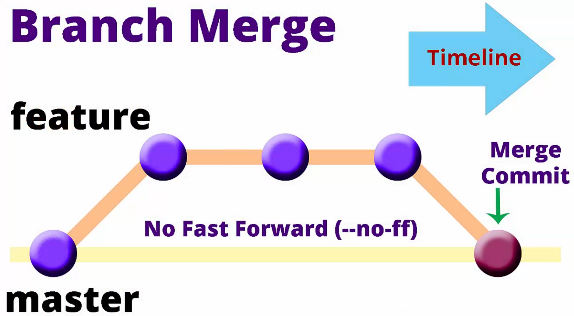 Branch Merge
Timeline
feature
Merge
Commit
No Fast Forward (--no-ff)
master